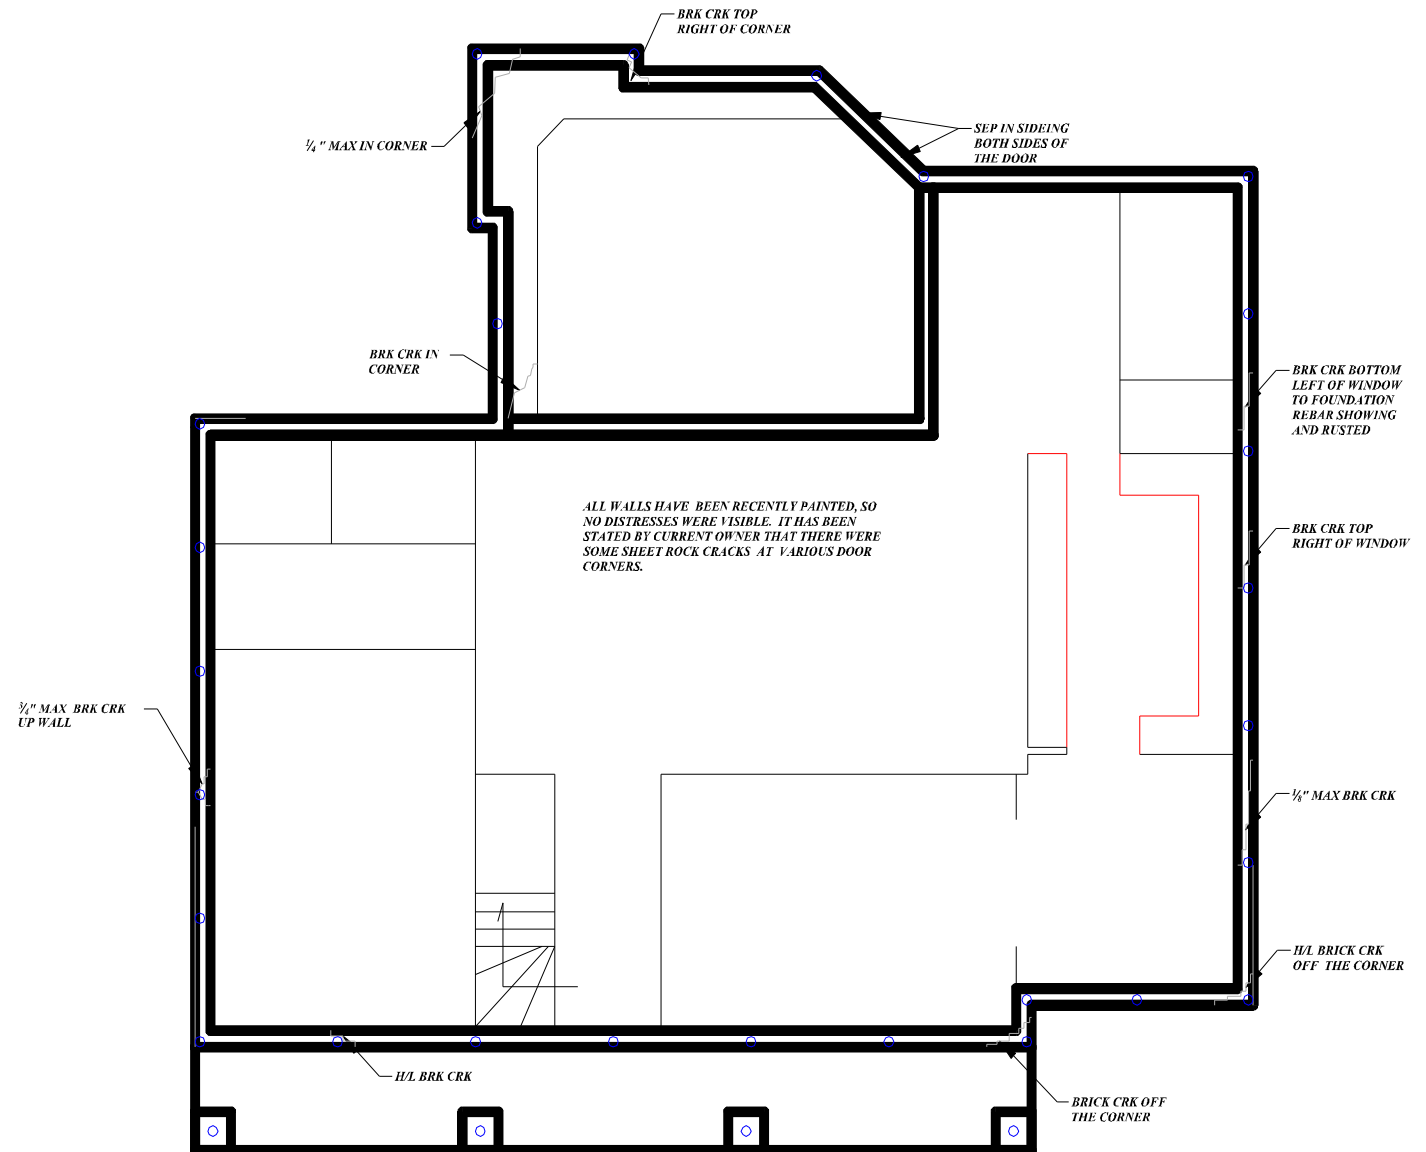 BRK CRK TOP
RIGHT OF CORNER
¼ " MAX IN CORNER
SEP IN SIDEING
BOTH SIDES OF
THE DOOR
BRK CRK IN
CORNER
BRK CRK BOTTOM
LEFT OF WINDOW
TO FOUNDATION
REBAR SHOWING
AND RUSTED
ALL WALLS HAVE BEEN RECENTLY PAINTED, SO
NO DISTRESSES WERE VISIBLE. IT HAS BEEN
STATED BY CURRENT OWNER THAT THERE WERE
SOME SHEET ROCK CRACKS AT VARIOUS DOOR
CORNERS.
BRK CRK TOP
RIGHT OF WINDOW
¾" MAX BRK CRK
UP WALL
⅛" MAX BRK CRK
H/L BRICK CRK
OFF THE CORNER
H/L BRK CRK
BRICK CRK OFF
THE CORNER